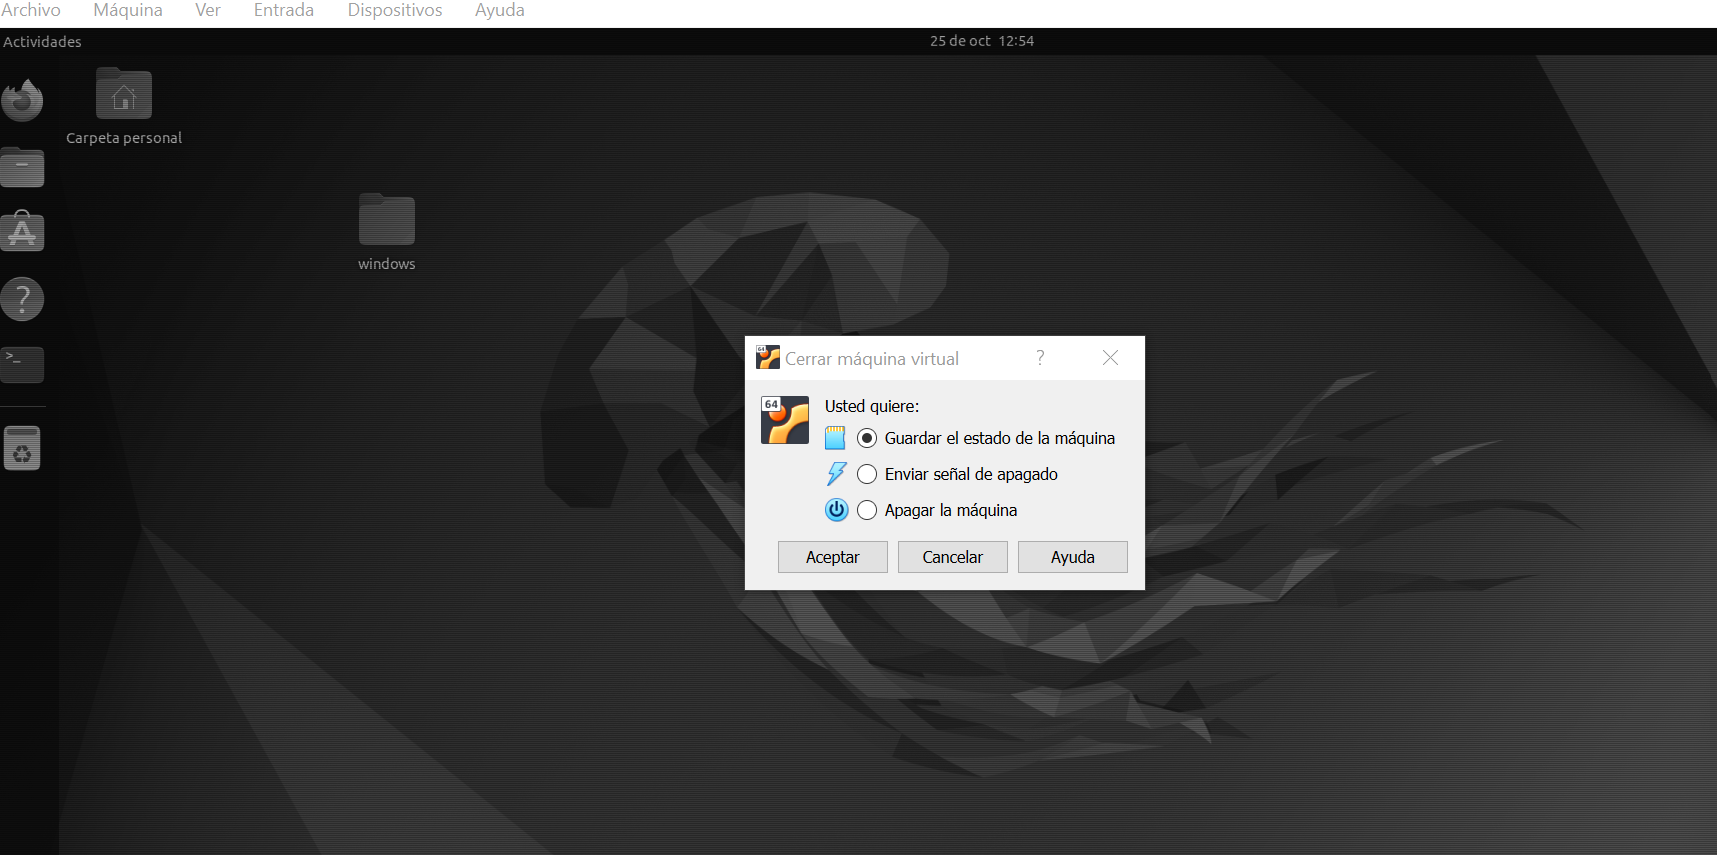 Archivo Máquina Ver Entrada Dispositivos Ayuda
Actividades
25 de oct 12:54
Carpeta personal
windows
>_
64
Cerrar máquina virtual ?
64
Usted quiere:
Guardar el estado de la máquina
Enviar señal de apagado
Apagar la máquina
Aceptar Cancelar Ayuda